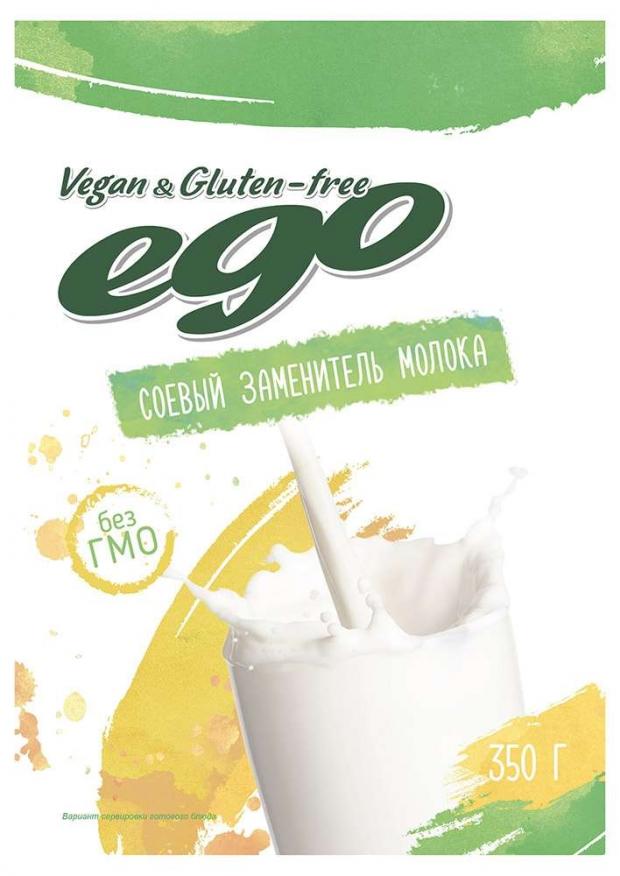 Vegan & Gluten-free
ego
СОЕВЫЙ ЗАМЕНИТЕЛЬ МОЛОКА
без
ГМО
350 Г
Вариант сервировки готового блюда